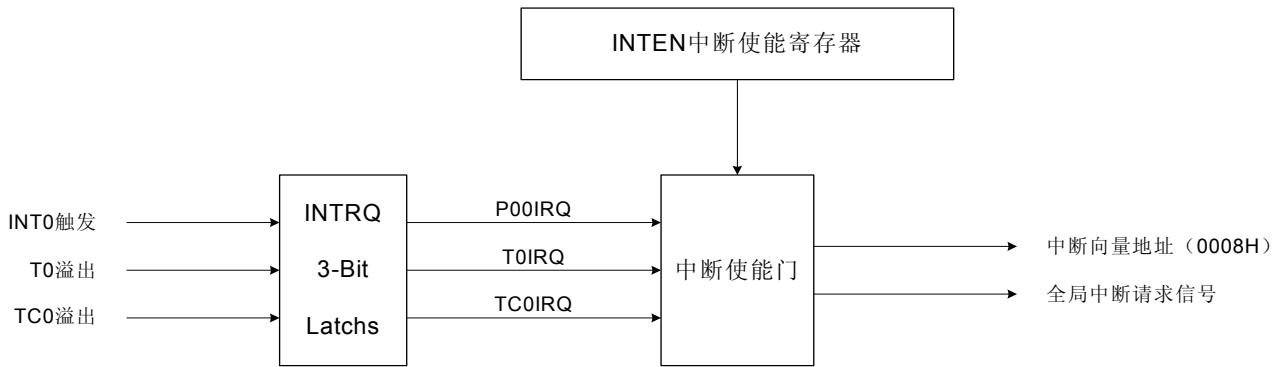 INTEN中断使能寄存器
INT0触发
T0溢出
TC0溢出
INTRQ
3-Bit
Latchs
P00IRQ
T0IRQ
TC0IRQ
中断使能门
中断向量地址（0008H）
全局中断请求信号